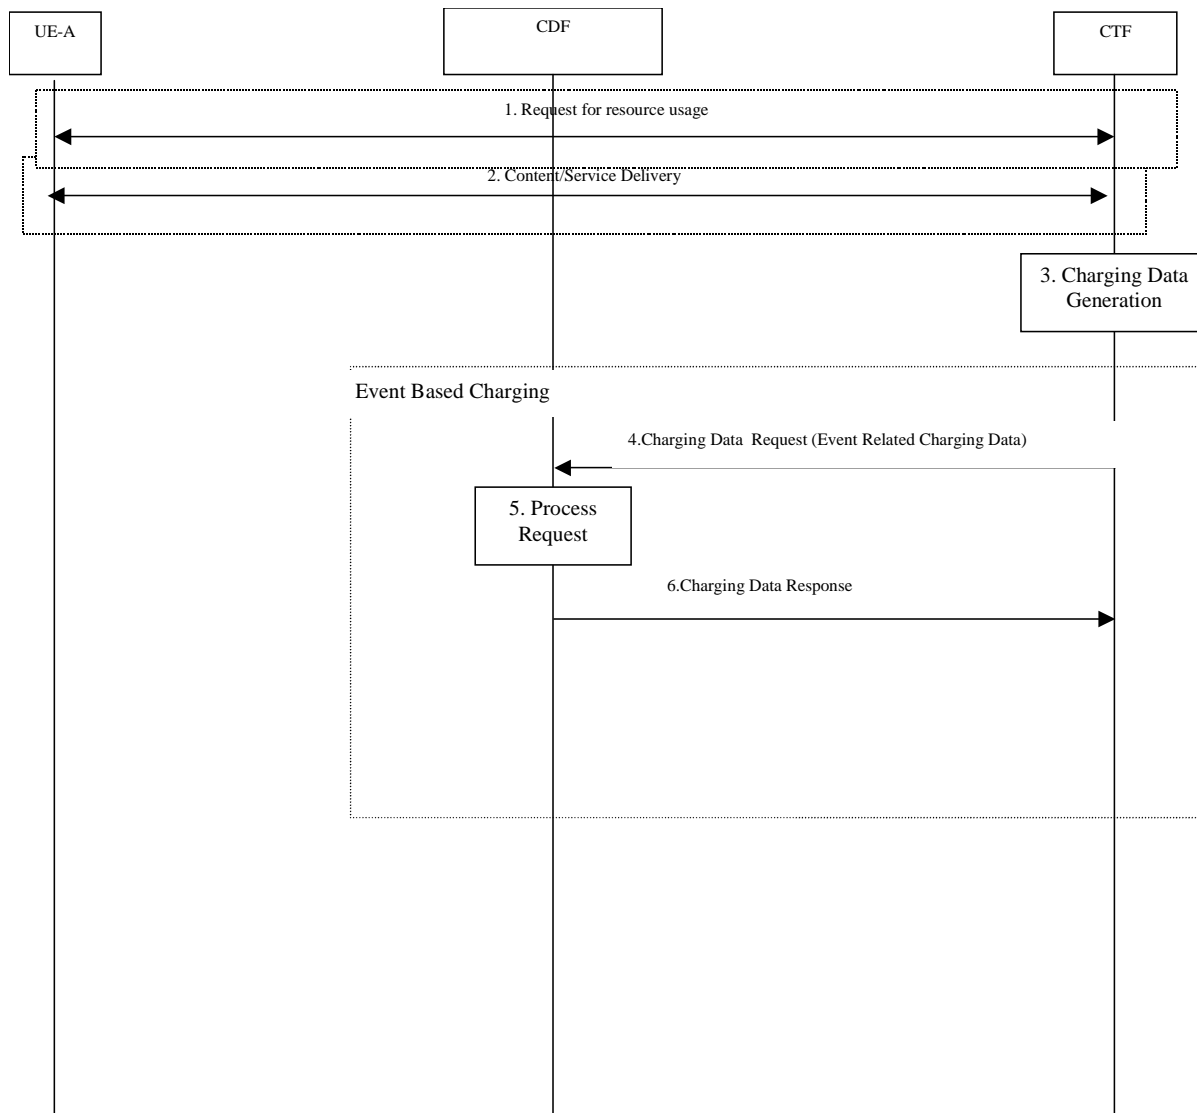 UE-A
CDF
CTF
1. Request for resource usage
2. Content/Service Delivery
3. Charging Data
Generation
Event Based Charging
4.Charging Data  Request (Event Related Charging Data)
5. Process
Request
6.Charging Data Response